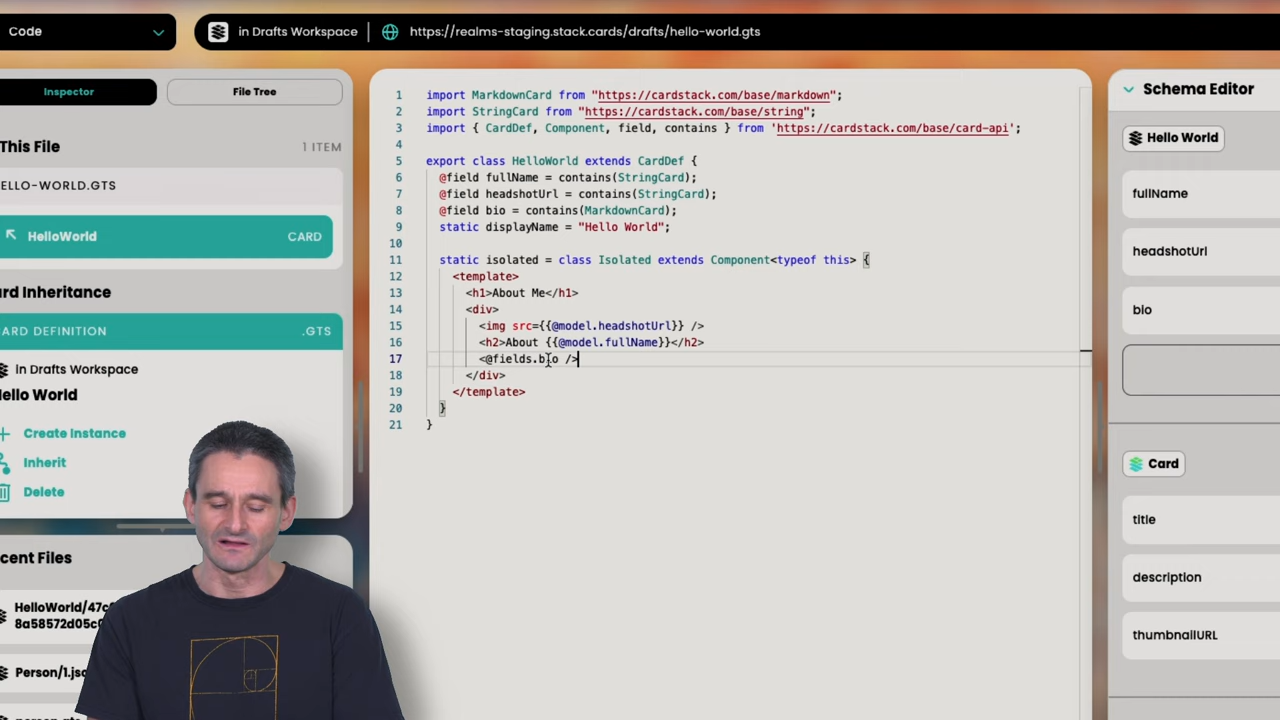 Code
in Drafts Workspace
https://realms-staging.stack.cards/drafts/hello-world.gts
Inspector
File Tree
This File
1 ITEM
ELLO-WORLD.GTS
HelloWorld
CARD
rd Inheritance
ARD DEFINITION
.GTS
in Drafts Workspace
Hello World
Create Instance
Inherit
Delete
cent Files
HelloWorld/47c
8a58572d05c
Person/1.jso
1 import MarkdownCard from "https://cardstack.com/base/markdown";
2 import StringCard from "https://cardstack.com/base/string";
3 import { CardDef, Component, field, contains } from 'https://cardstack.com/base/card-api';
4
5 export class HelloWorld extends CardDef {
6 @field fullName = contains(StringCard);
7 @field headshotUrl = contains(StringCard);
8 @field bio = contains(MarkdownCard);
9 static displayName = "Hello World";
10
11 static isolated = class Isolated extends Component<typeof this> {
12 <template>
13 <h1>About Me</h1>
14 <div>
15 <img src={{@model.headshotUrl}} />
16 <h2>About {{@model.fullName}}</h2>
17 <@fields.bio />
18 </div>
19 </template>
20 }
21 }
Schema Editor
Hello World
fullName
headshotUrl
bio
Card
title
description
thumbnailURL